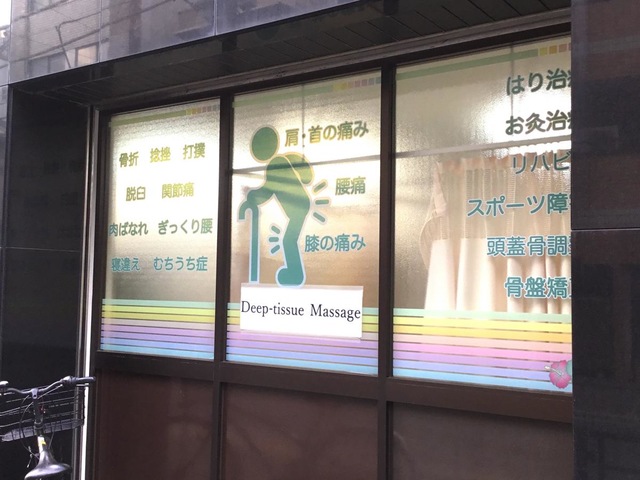 骨折 捻挫 打撲
脱臼 関節痛
肉ばなれ ぎっくり腰
寝違え むちうち症
肩・首の痛み
腰痛
膝の痛み
Deep-tissue Massage
はり治
お灸治
リハビ
スポーツ障
頭蓋骨調
骨盤矯